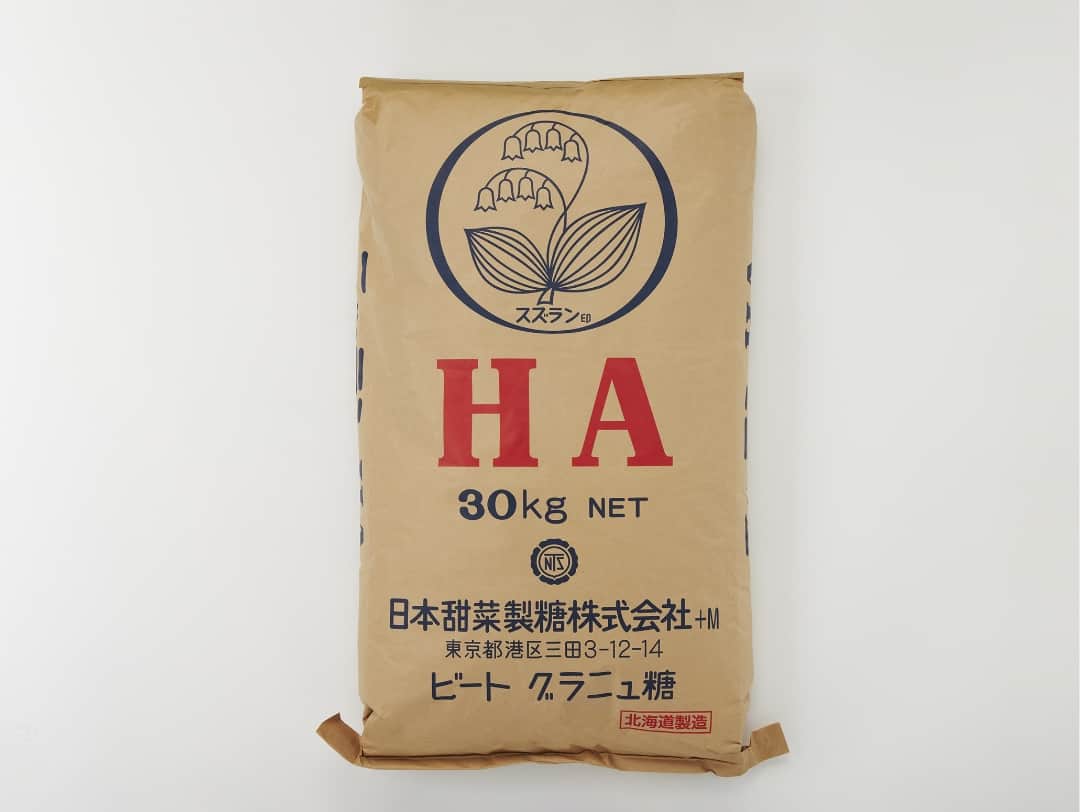 スズラン印
HA
30kg NET
NTS
日本甜菜製糖株式会社+M
東京都港区三田3-12-14
ビート グラニュ糖
北海道製造